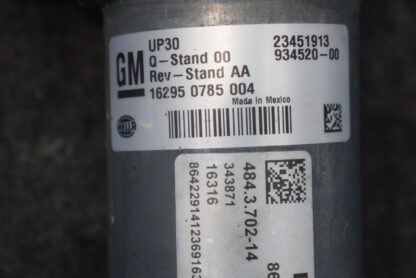 GM
UP30
Q-Stand 00
Rev-Stand AA
16295 0785 004
23451913
934520-00
Made in Mexico
HELLA
484.3.702-14
343871
16316